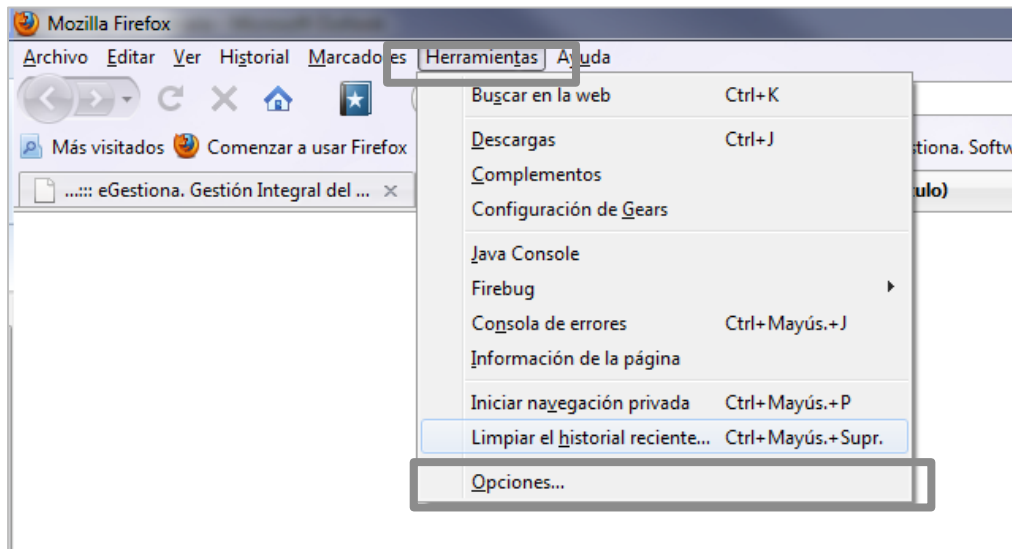 Mozilla Firefox
Archivo Editar Ver Historial Marcadores Herramientas Ayuda
Buscar en la web Ctrl+K
Más visitados Comenzar a usar Firefox
Descargas Ctrl+J
stiona. Softw
Complementos
...::: eGestiona. Gestión Integral del ...
ulo)
Configuración de Gears
Java Console
Firebug
Consola de errores Ctrl+Mayús.+J
Información de la página
Iniciar navegación privada Ctrl+Mayús.+P
Limpiar el historial reciente... Ctrl+Mayús.+Supr.
Opciones...